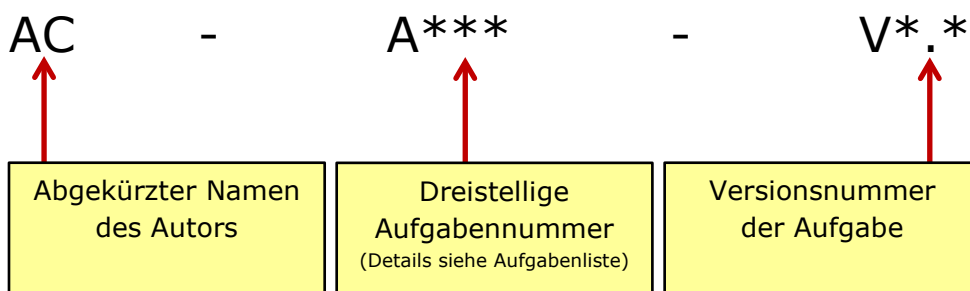 AC - A*** - V*.*
Abgekürzter Namen
des Autors
Dreistellige
Aufgabennummer
(Details siehe Aufgabenliste)
Versionsnummer
der Aufgabe